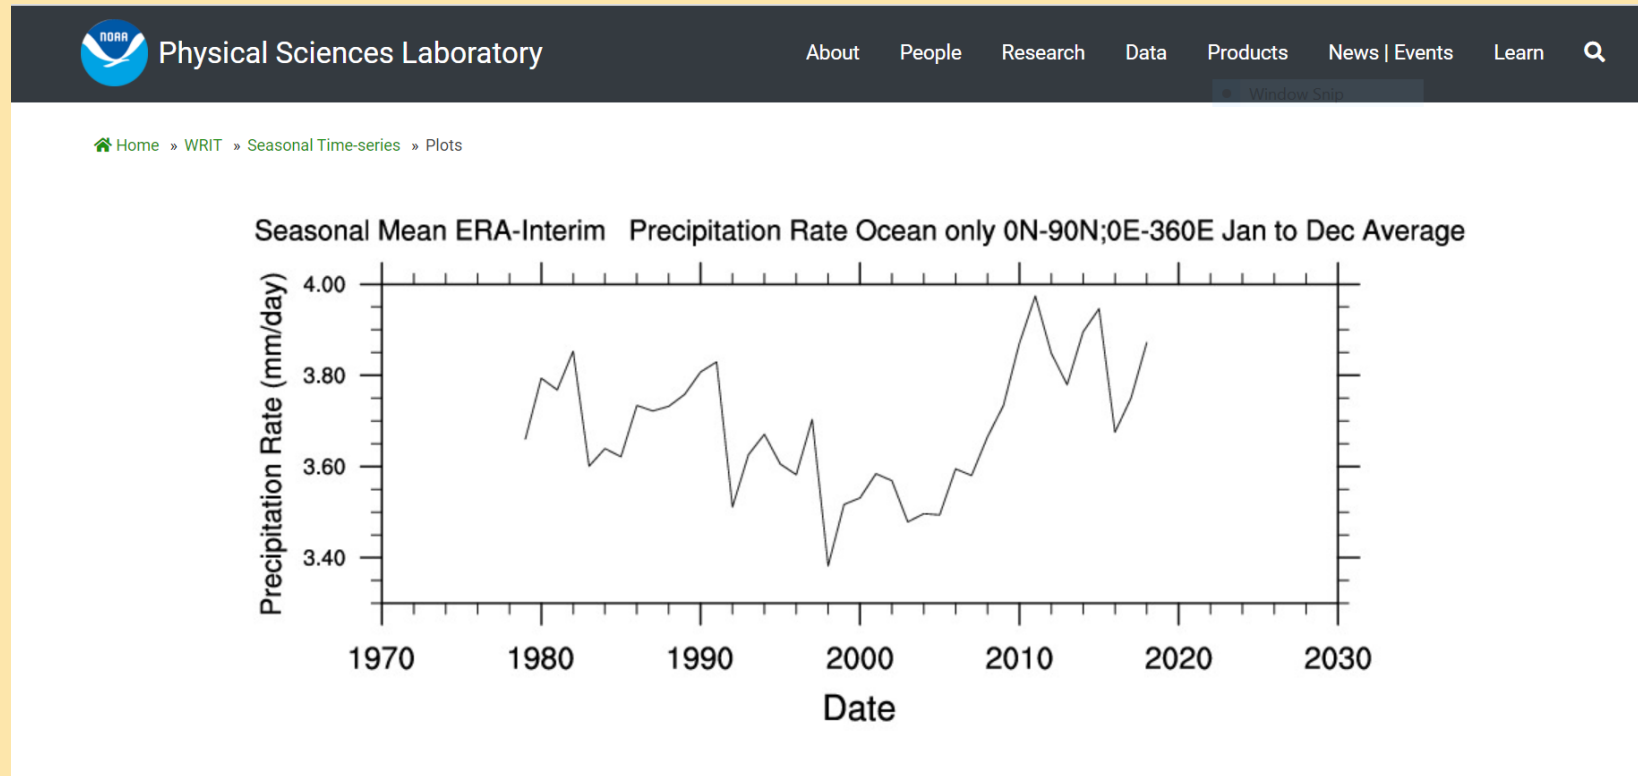 NOAA
Physical Sciences Laboratory
About People Research Data Products News | Events Learn
Window Snip
Home » WRIT » Seasonal Time-series » Plots
Seasonal Mean ERA-Interim Precipitation Rate Ocean only 0N-90N;0E-360E Jan to Dec Average
Precipitation Rate (mm/day)
4.00
3.80
3.60
3.40
1970 1980 1990 2000 2010 2020 2030
Date